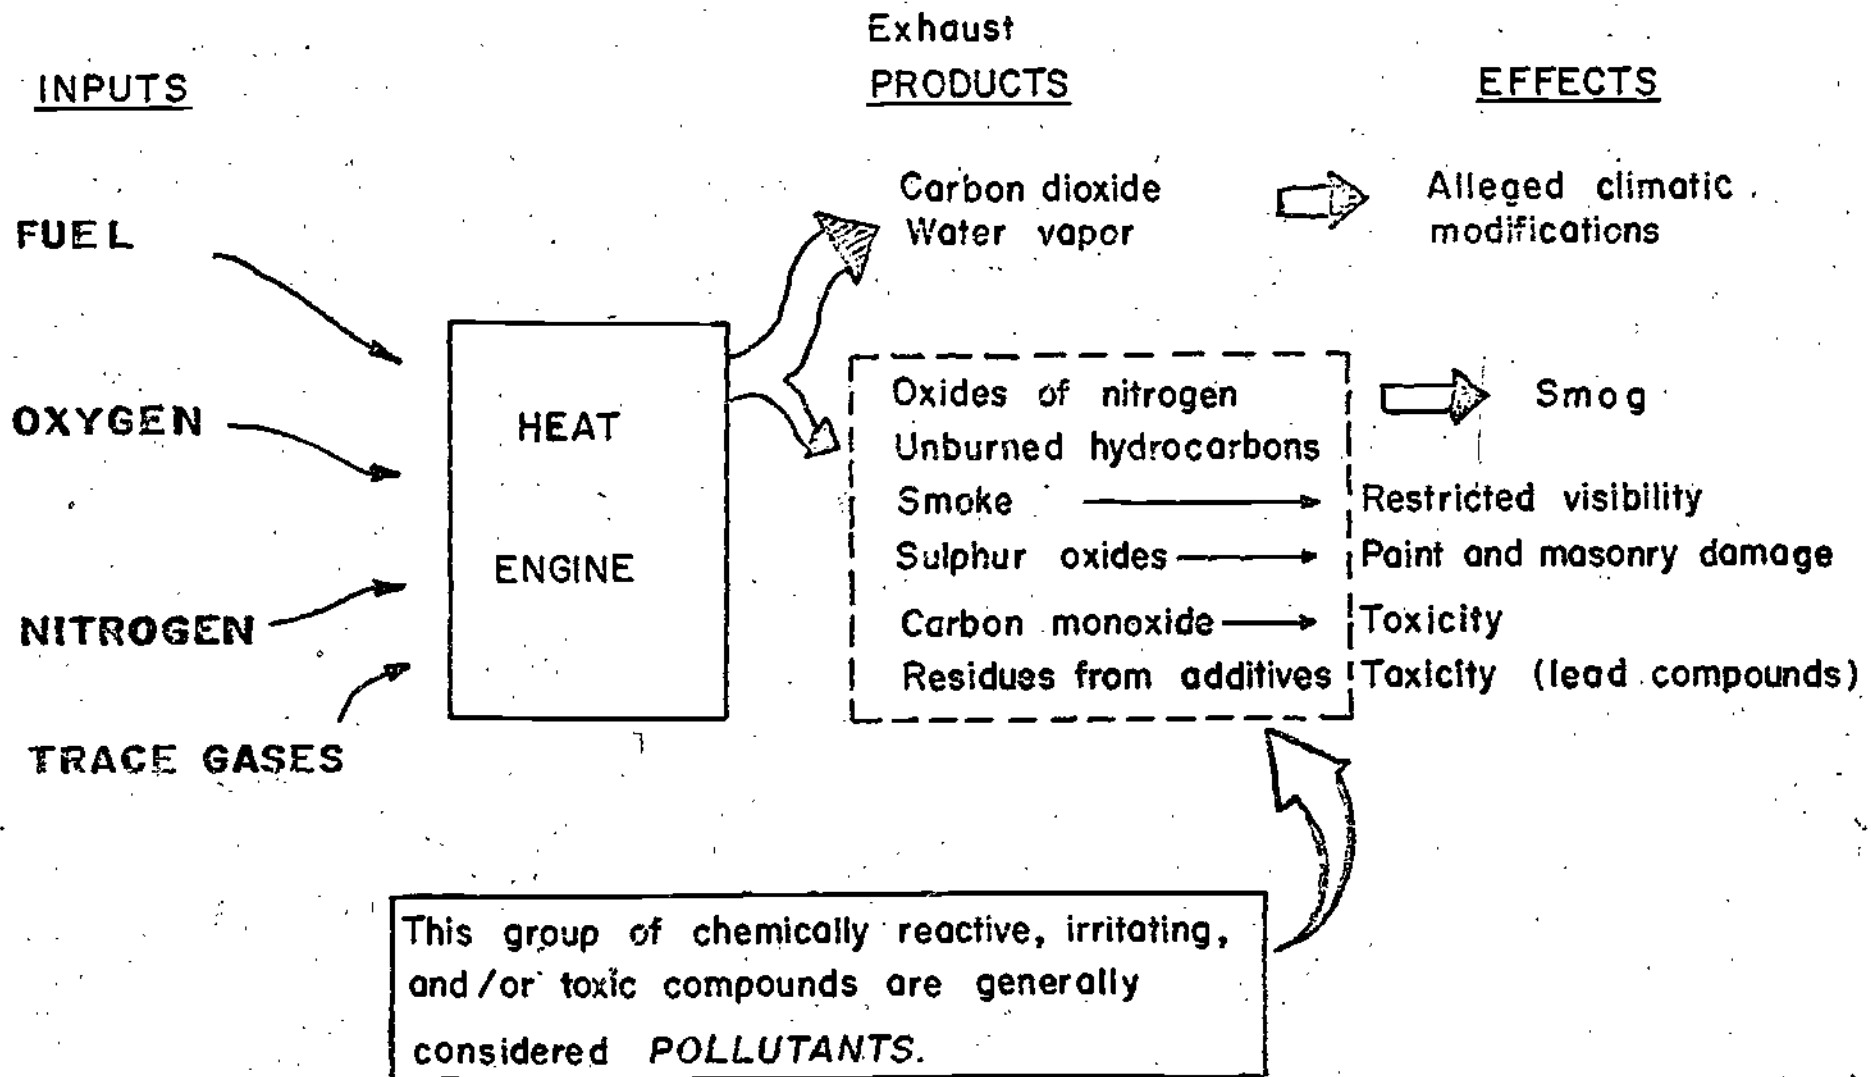 INPUTS
Exhaust
PRODUCTS
EFFECTS
FUEL
OXYGEN
NITROGEN
TRACE GASES
HEAT
ENGINE
Carbon dioxide
Water vapor
Alleged climatic
modifications
Oxides of nitrogen
Unburned hydrocarbons
Smog
Smoke
Restricted visibility
Sulphur oxides
Paint and masonry damage
Carbon monoxide
Toxicity
Residues from additives
Toxicity (lead compounds)
This group of chemically reactive, irritating,
and/or toxic compounds are generally
considered POLLUTANTS.